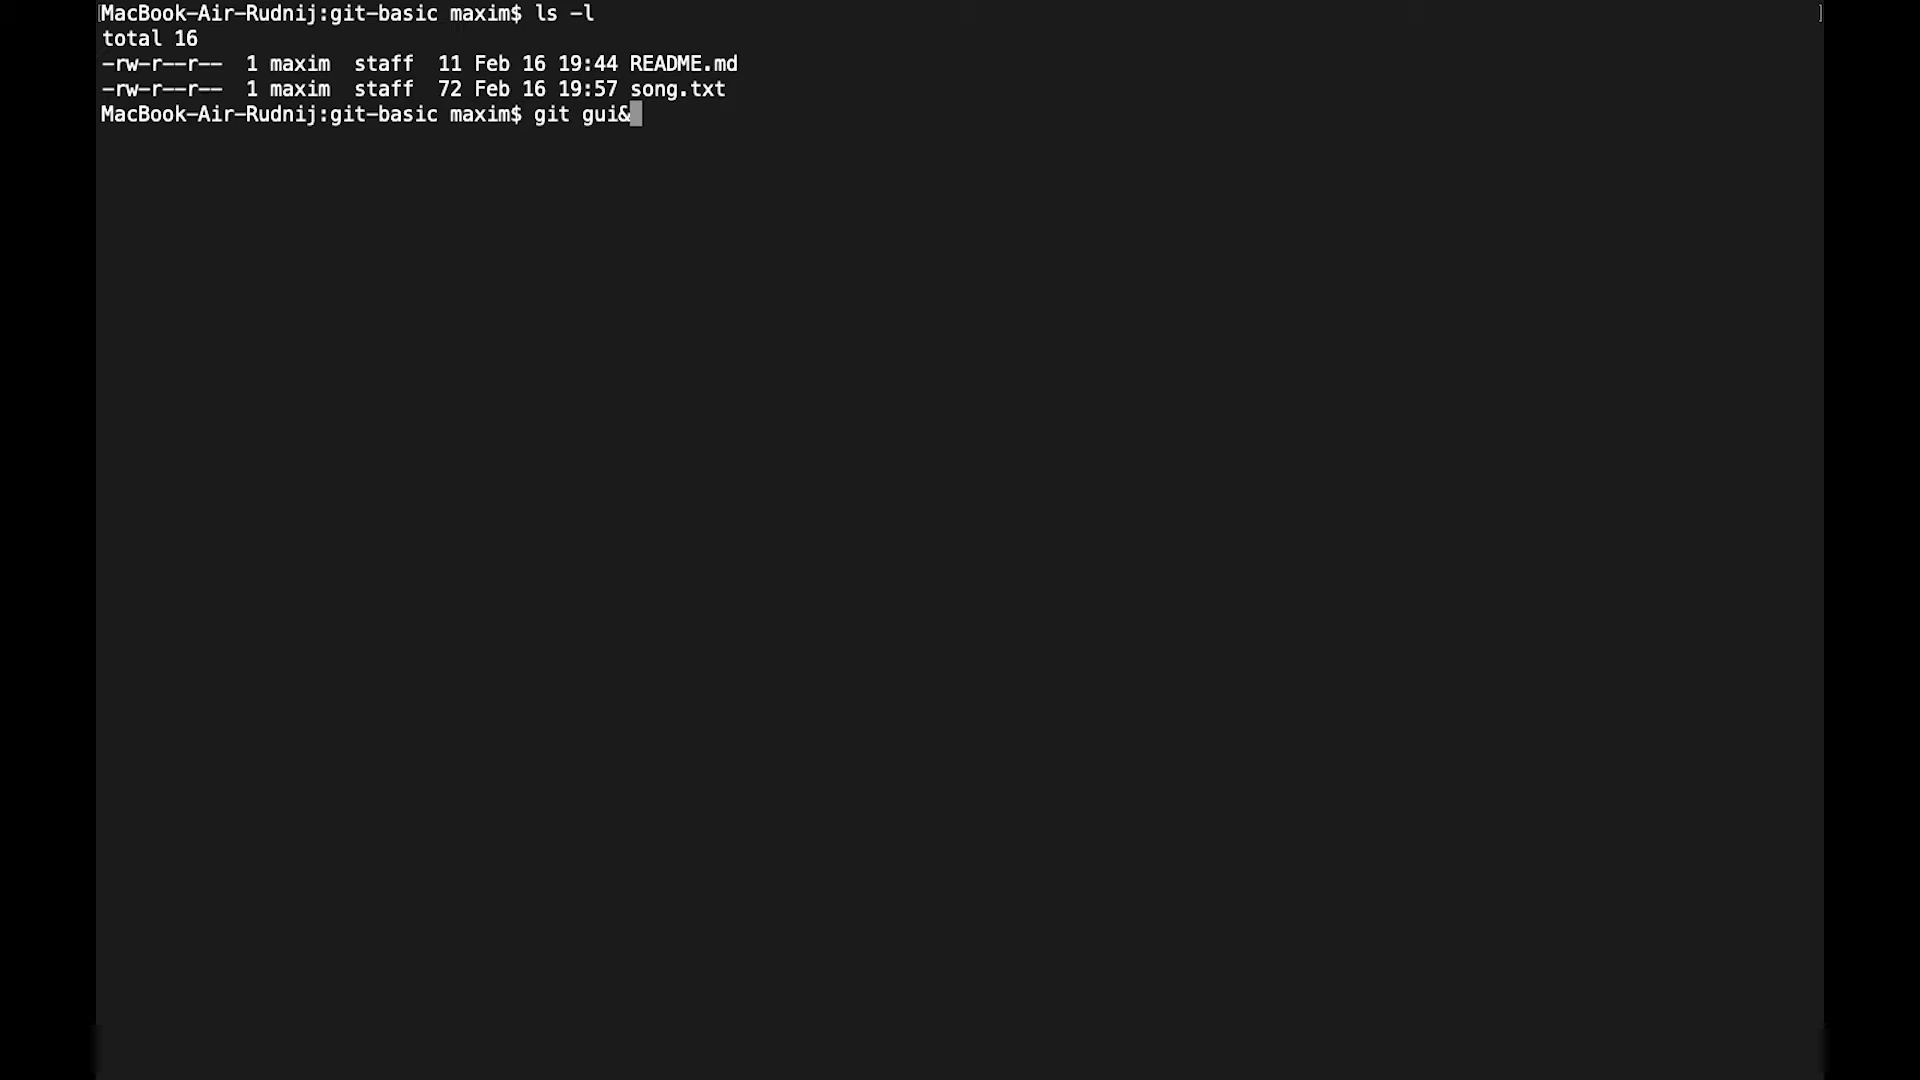 MacBook-Air-Rudnij:git-basic maxim$ ls -l
total 16
-rw-r--r--  1 maxim  staff  11 Feb 16 19:44 README.md
-rw-r--r--  1 maxim  staff  72 Feb 16 19:57 song.txt
MacBook-Air-Rudnij:git-basic maxim$ git gui&